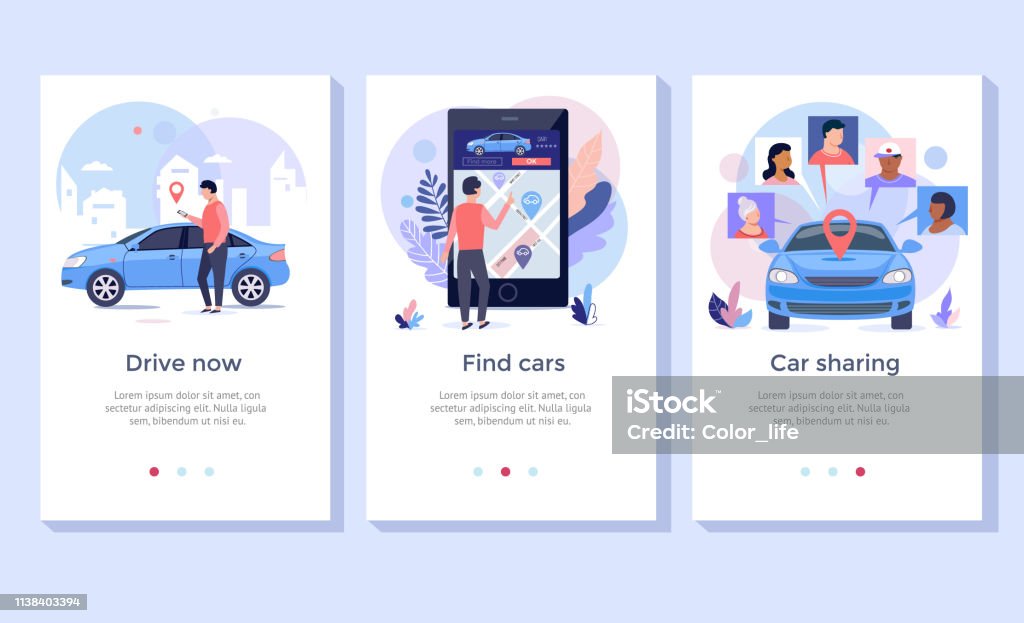 CAR
Find more
OK
Drive now
Lorem ipsum dolor sit amet, con
sectetur adipiscing elit. Nulla ligula
sem, bibendum ut nisi eu.
Find cars
Lorem ipsum dolor sit amet, con
sectetur adipiscing elit. Nulla ligula
sem, bibendum ut nisi eu.
Car sharing
Lorem ipsum dolor sit amet, con
sectetur adipiscing elit. Nulla ligula
sem, bibendum ut nisi eu.
iStock™
Credit: Color_life
1138403394